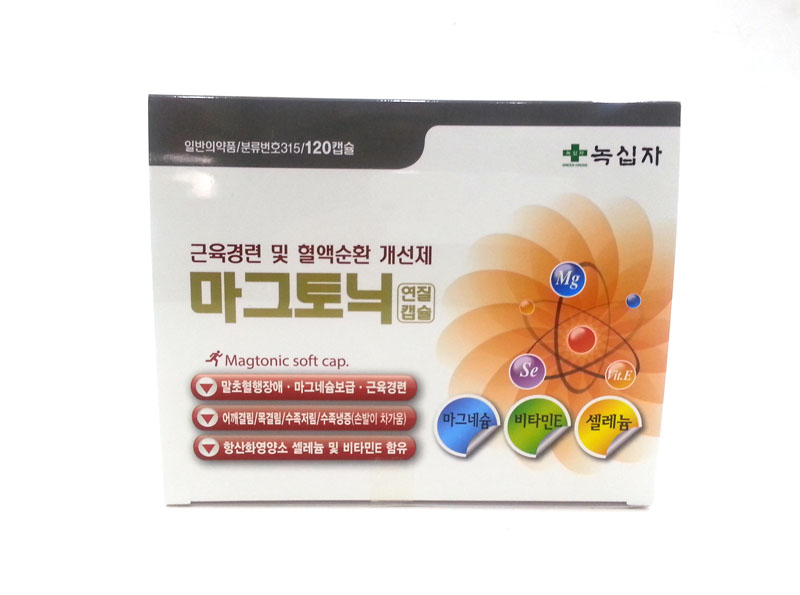 일반의약품/분류번호315/120캡슐
녹십자
녹십자
GREEN CROSS
근육경련 및 혈액순환 개선제
마그토닉 연질
캡슐
Mg
Magtonic soft cap.
Se
Vit.E
말초혈행장애 · 마그네슘보급 · 근육경련
어깨결림/목결림/수족저림/수족냉증(손발이 차가움)
항산화영양소 셀레늄 및 비타민E 함유
마그네슘
비타민E
셀레늄